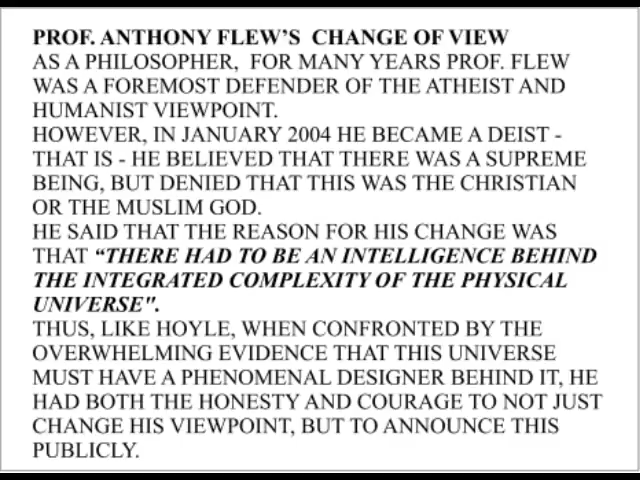 PROF. ANTHONY FLEW’S  CHANGE OF VIEW
AS A PHILOSOPHER,  FOR MANY YEARS PROF. FLEW
WAS A FOREMOST DEFENDER OF THE ATHEIST AND
HUMANIST VIEWPOINT.
HOWEVER, IN JANUARY 2004 HE BECAME A DEIST -
THAT IS - HE BELIEVED THAT THERE WAS A SUPREME
BEING, BUT DENIED THAT THIS WAS THE CHRISTIAN
OR THE MUSLIM GOD.
HE SAID THAT THE REASON FOR HIS CHANGE WAS
THAT “THERE HAD TO BE AN INTELLIGENCE BEHIND
THE INTEGRATED COMPLEXITY OF THE PHYSICAL
UNIVERSE".
THUS, LIKE HOYLE, WHEN CONFRONTED BY THE
OVERWHELMING EVIDENCE THAT THIS UNIVERSE
MUST HAVE A PHENOMENAL DESIGNER BEHIND IT, HE
HAD BOTH THE HONESTY AND COURAGE TO NOT JUST
CHANGE HIS VIEWPOINT, BUT TO ANNOUNCE THIS
PUBLICLY.